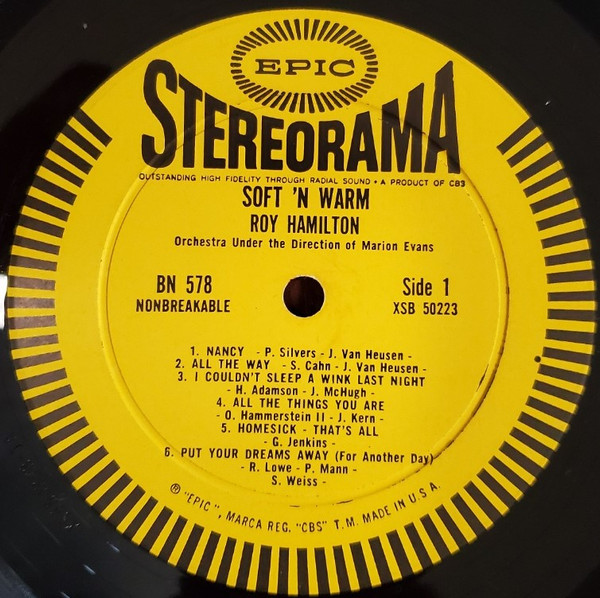 EPIC
STEREORAMA
OUTSTANDING HIGH FIDELITY THROUGH RADIAL SOUND • A PRODUCT OF CBS
SOFT 'N WARM
ROY HAMILTON
Orchestra Under the Direction of Marion Evans
BN 578
NONBREAKABLE
Side 1
XSB 50223
1. NANCY - P. Silvers - J. Van Heusen -
2. ALL THE WAY - S. Cahn - J. Van Heusen -
3. I COULDN'T SLEEP A WINK LAST NIGHT
- H. Adamson - J. McHugh -
4. ALL THE THINGS YOU ARE
- O. Hammerstein II - J. Kern -
5. HOMESICK - THAT'S ALL
- G. Jenkins -
6. PUT YOUR DREAMS AWAY (For Another Day)
- R. Lowe - P. Mann -
S. Weiss -
® "EPIC", MARCA REG. "CBS" T.M. MADE IN U.S.A.